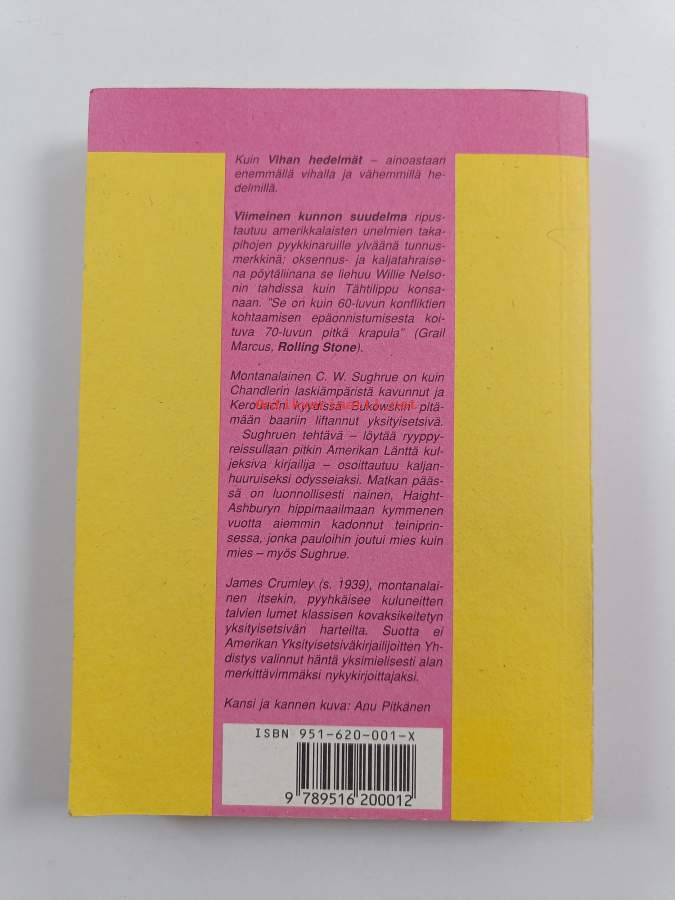 Kuin Vihan hedelmät – ainoastaan
enemmällä vihalla ja vähemmillä he-
delmillä.
Viimeinen kunnon suudelma ripus-
tautuu amerikkalaisten unelmien taka-
pihojen pyykkinaruille ylväänä tunnus-
merkkinä; oksennus- ja kaljatahraise-
na pöytäliinana se liehuu Willie Nelso-
nin tahdissa kuin Tähtilippu konsa-
naan. "Se on kuin 60-luvun konfliktien
kohtaamisen epäonnistumisesta koi-
tuva 70-luvun pitkä krapula" (Grail
Marcus, Rolling Stone).
Montanalainen C. W. Sughrue on kuin
Chandlerin laskiämpäristä kavunnut ja
Kerouacin kyydissä Bukowskin pitä-
mään baariin liftannut yksityisetsivä.
Sughruen tehtävä – löytää ryyppy-
reissullaan pitkin Amerikan Länttä kul-
jeksiva kirjailija – osoittautuu kaljan-
huuruiseksi odysseiaksi. Matkan pääs-
sä on luonnollisesti nainen, Haight-
Ashburyn hippimaailmaan kymmenen
vuotta aiemmin kadonnut teiniprin-
sessa, jonka pauloihin joutui mies kuin
mies – myös Sughrue.
James Crumley (s. 1939), montanalai-
nen itsekin, pyyhkäisee kuluneitten
talvien lumet klassisen kovaksikeitetyn
yksityisetsivän harteilta. Suotta ei
Amerikan Yksityisetsiväkirjailijoitten Yh-
distys valinnut häntä yksimielisesti alan
merkittävimmäksi nykykirjoittajaksi.
Kansi ja kannen kuva: Anu Pitkänen
ISBN 951-620-001-X
9 789516 200012